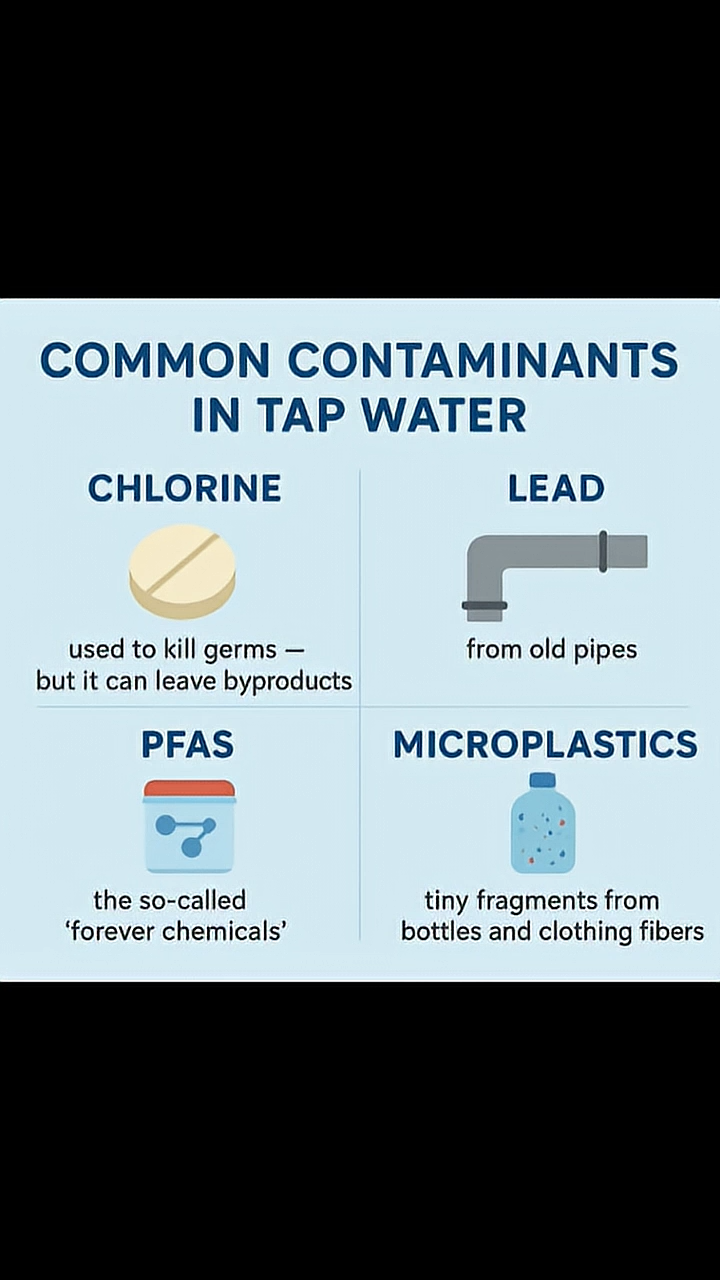 COMMON CONTAMINANTS
IN TAP WATER
CHLORINE
used to kill germs —
but it can leave byproducts
LEAD
from old pipes
PFAS
the so-called
‘forever chemicals’
MICROPLASTICS
tiny fragments from
bottles and clothing fibers